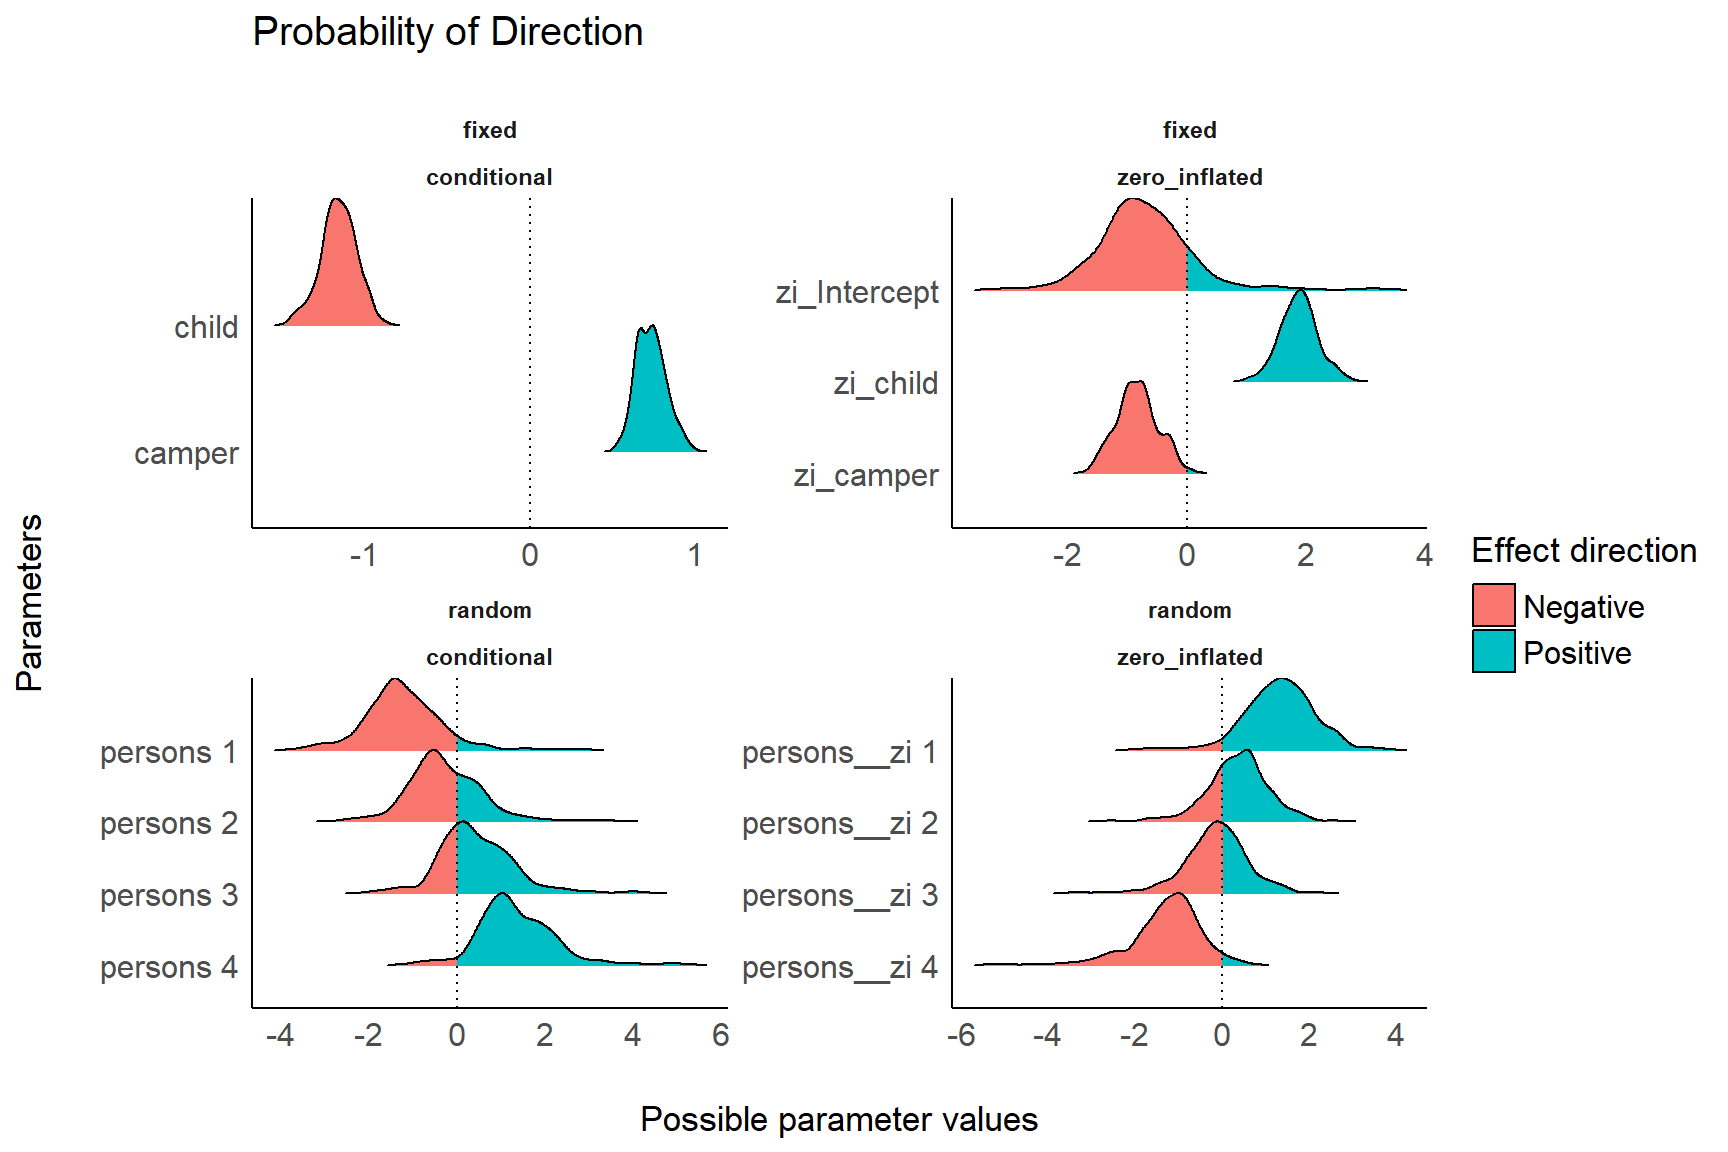 Probability of Direction
fixed
conditional
child
camper
-1 0 1
fixed
zero_inflated
zi_Intercept
zi_child
zi_camper
-2 0 2 4
random
conditional
persons 1
persons 2
persons 3
persons 4
-4 -2 0 2 4 6
random
zero_inflated
persons__zi 1
persons__zi 2
persons__zi 3
persons__zi 4
-6 -4 -2 0 2 4
Parameters
Possible parameter values
Effect direction
Negative
Positive